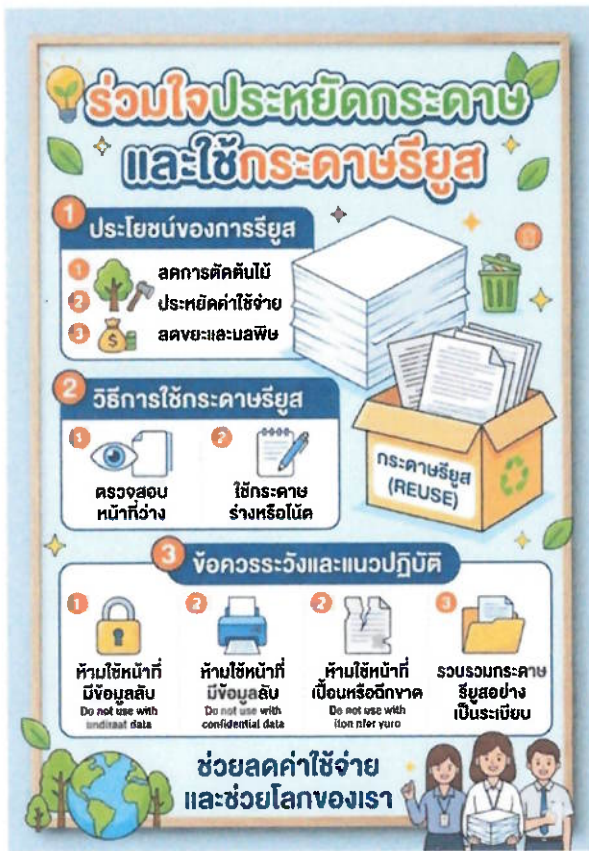 ร่วมใจประหยัดกระดาษ
และใช้กระดาษรียูส
1 ประโยชน์ของการรียูส
1 ลดการตัดต้นไม้
2 ประหยัดค่าใช้จ่าย
3 ลดขยะและมลพิษ
2 วิธีการใช้กระดาษรียูส
1
ตรวจสอบ
หน้าที่ว่าง
2
ใช้กระดาษ
ร่างหรือโน้ต
กระดาษรียูส
(REUSE)
3 ข้อควรระวังและแนวปฏิบัติ
1
ห้ามใช้หน้าที่
มีข้อมูลลับ
Do not use with
data
2
ห้ามใช้หน้าที่
มีข้อมูลลับ
Do not use with
confidential data
2
ห้ามใช้หน้าที่
เปื้อนหรือฉีกขาด
Do not use with
3
รวบรวมกระดาษ
รียูสอย่าง
เป็นระเบียบ
ช่วยลดค่าใช้จ่าย
และช่วยโลกของเรา